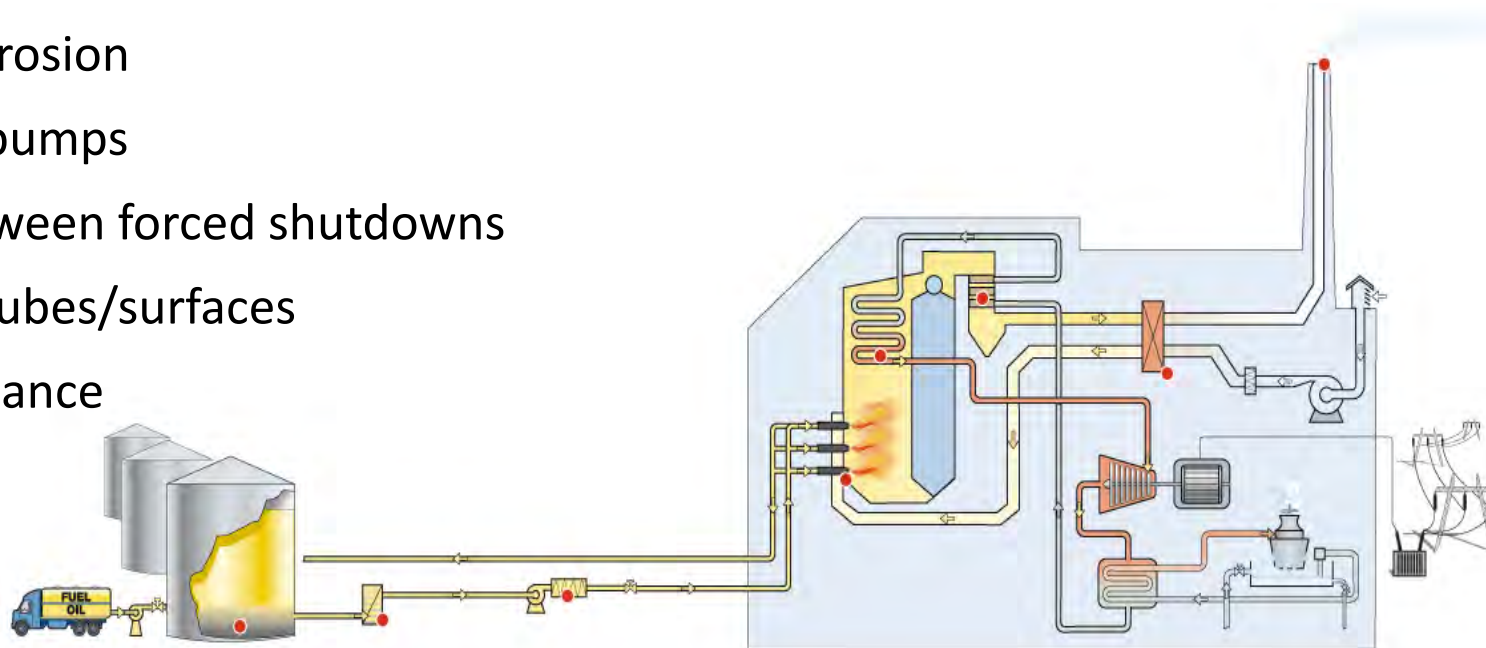 rosion
pumps
ween forced shutdowns
ubes/surfaces
ance
FUEL
OIL